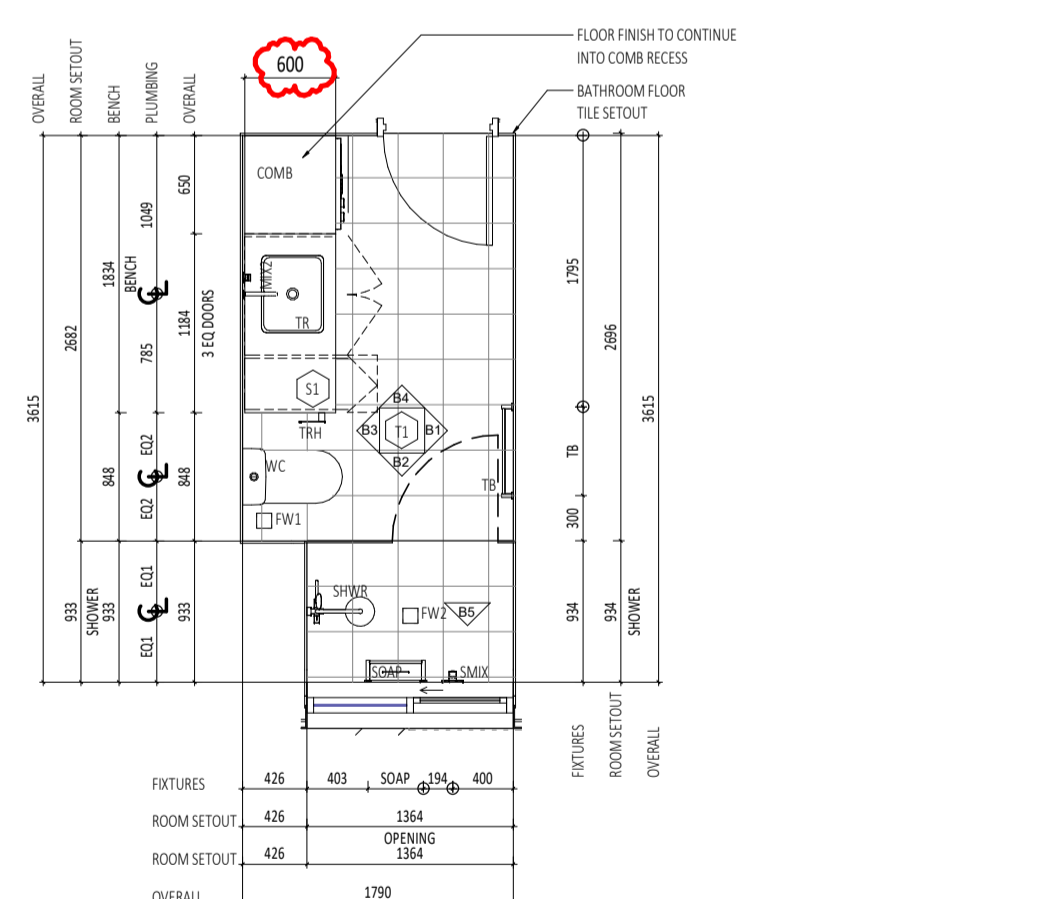 FLOOR FINISH TO CONTINUE
INTO COMB RECESS
BATHROOM FLOOR
TILE SETOUT
600
OVERALL
ROOM SETOUT
BENCH
PLUMBING
OVERALL
COMB
650
1049
1834
BENCH
MIX2
TR
1184
3 EQ DOORS
785
2682
3615
S1
TRH
B4
B3
T1
B1
B2
1795
2696
3615
EQ2
848
EQ2
848
WC
FW1
TB
TB
300
EQ1
933
SHOWER
933
EQ1
933
SHWR
FW2
B5
SOAP
SMIX
934
934
SHOWER
FIXTURES
ROOM SETOUT
OVERALL
FIXTURES 426 403 SOAP 194 400
ROOM SETOUT 426 1364
OPENING
ROOM SETOUT 426 1364
OVERALL 1790